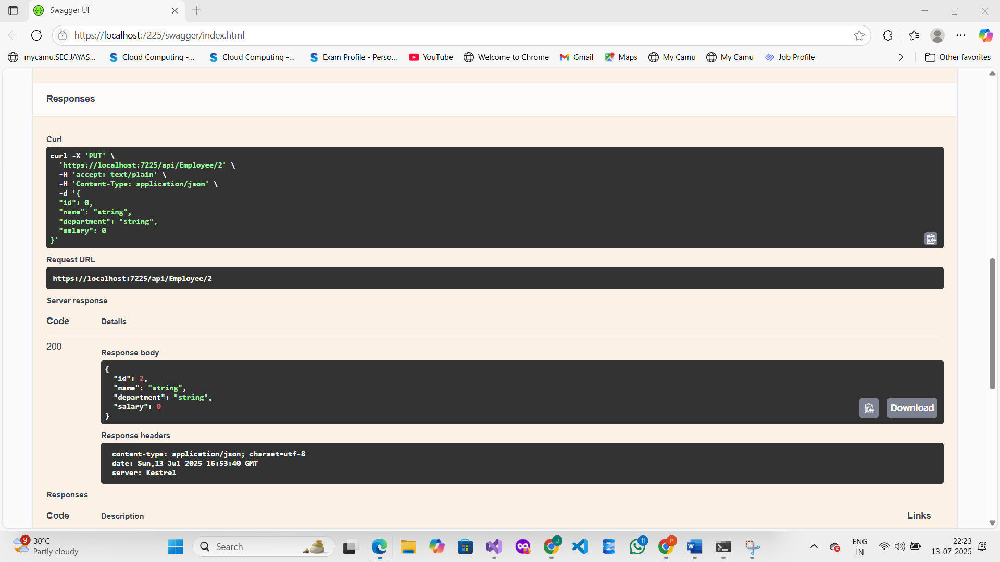 Swagger UI
https://localhost:7225/swagger/index.html
mycamu.SEC.JAYAS...
Cloud Computing -...
Cloud Computing -...
Exam Profile - Perso...
YouTube
Welcome to Chrome
Gmail
Maps
My Camu
My Camu
Job Profile
Other favorites
Responses
Curl
curl -X 'PUT' \
'https://localhost:7225/api/Employee/2' \
-H 'accept: text/plain' \
-H 'Content-Type: application/json' \
-d '{
"id": 0,
"name": "string",
"department": "string",
"salary": 0
}'
Request URL
https://localhost:7225/api/Employee/2
Server response
Code Details
200
Response body
{
"id": 2,
"name": "string",
"department": "string",
"salary": 0
}
Download
Response headers
content-type: application/json; charset=utf-8
date: Sun,13 Jul 2025 16:53:40 GMT
server: Kestrel
Responses
Code Description Links
9
30°C
Partly cloudy
Search
J
11
P
W
ENG
IN
22:23
13-07-2025